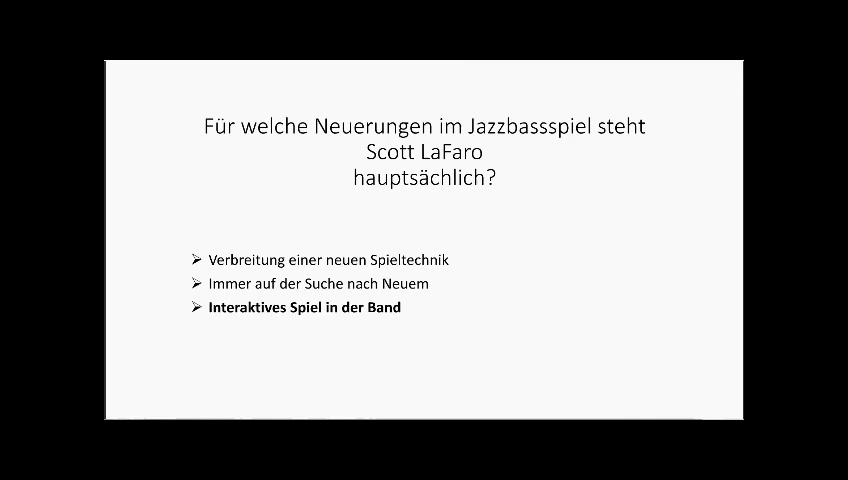 Für welche Neuerungen im Jazzbassspiel steht
Scott LaFaro
hauptsächlich?
➢ Verbreitung einer neuen Spieltechnik
➢ Immer auf der Suche nach Neuem
➢ Interaktives Spiel in der Band